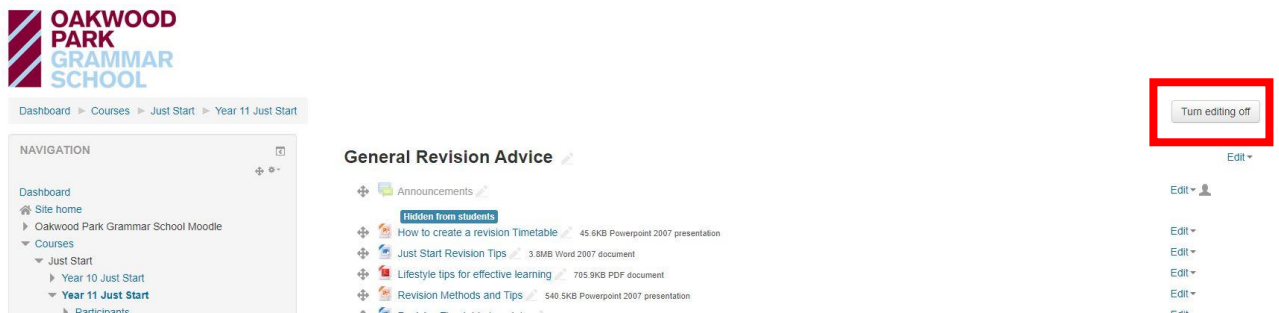 OAKWOOD
PARK
GRAMMAR
SCHOOL
Dashboard ▶ Courses ▶ Just Start ▶ Year 11 Just Start
Turn editing off
NAVIGATION
Dashboard
Site home
Oakwood Park Grammar School Moodle
Courses
Just Start
Year 10 Just Start
Year 11 Just Start
Participants
General Revision Advice
Edit
Announcements
Edit
Hidden from students
How to create a revision Timetable 45.6KB Powerpoint 2007 presentation
Edit
Just Start Revision Tips 3.8MB Word 2007 document
Edit
Lifestyle tips for effective learning 705.9KB PDF document
Edit
Revision Methods and Tips 540.5KB Powerpoint 2007 presentation
Edit